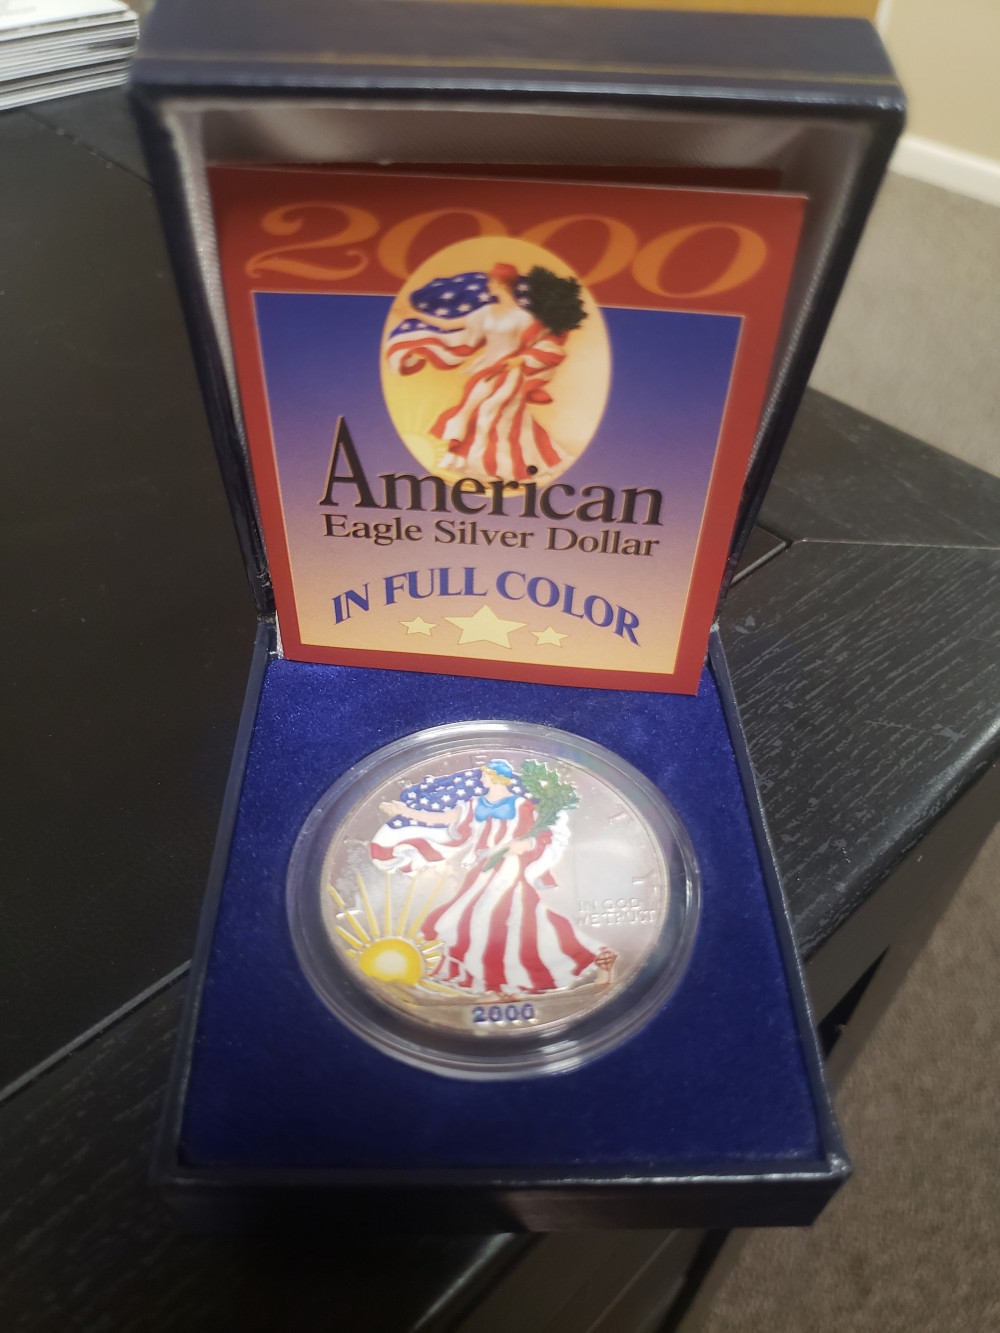 2000
American
Eagle Silver Dollar
IN FULL COLOR
IN GOD
WE TRUST
2000